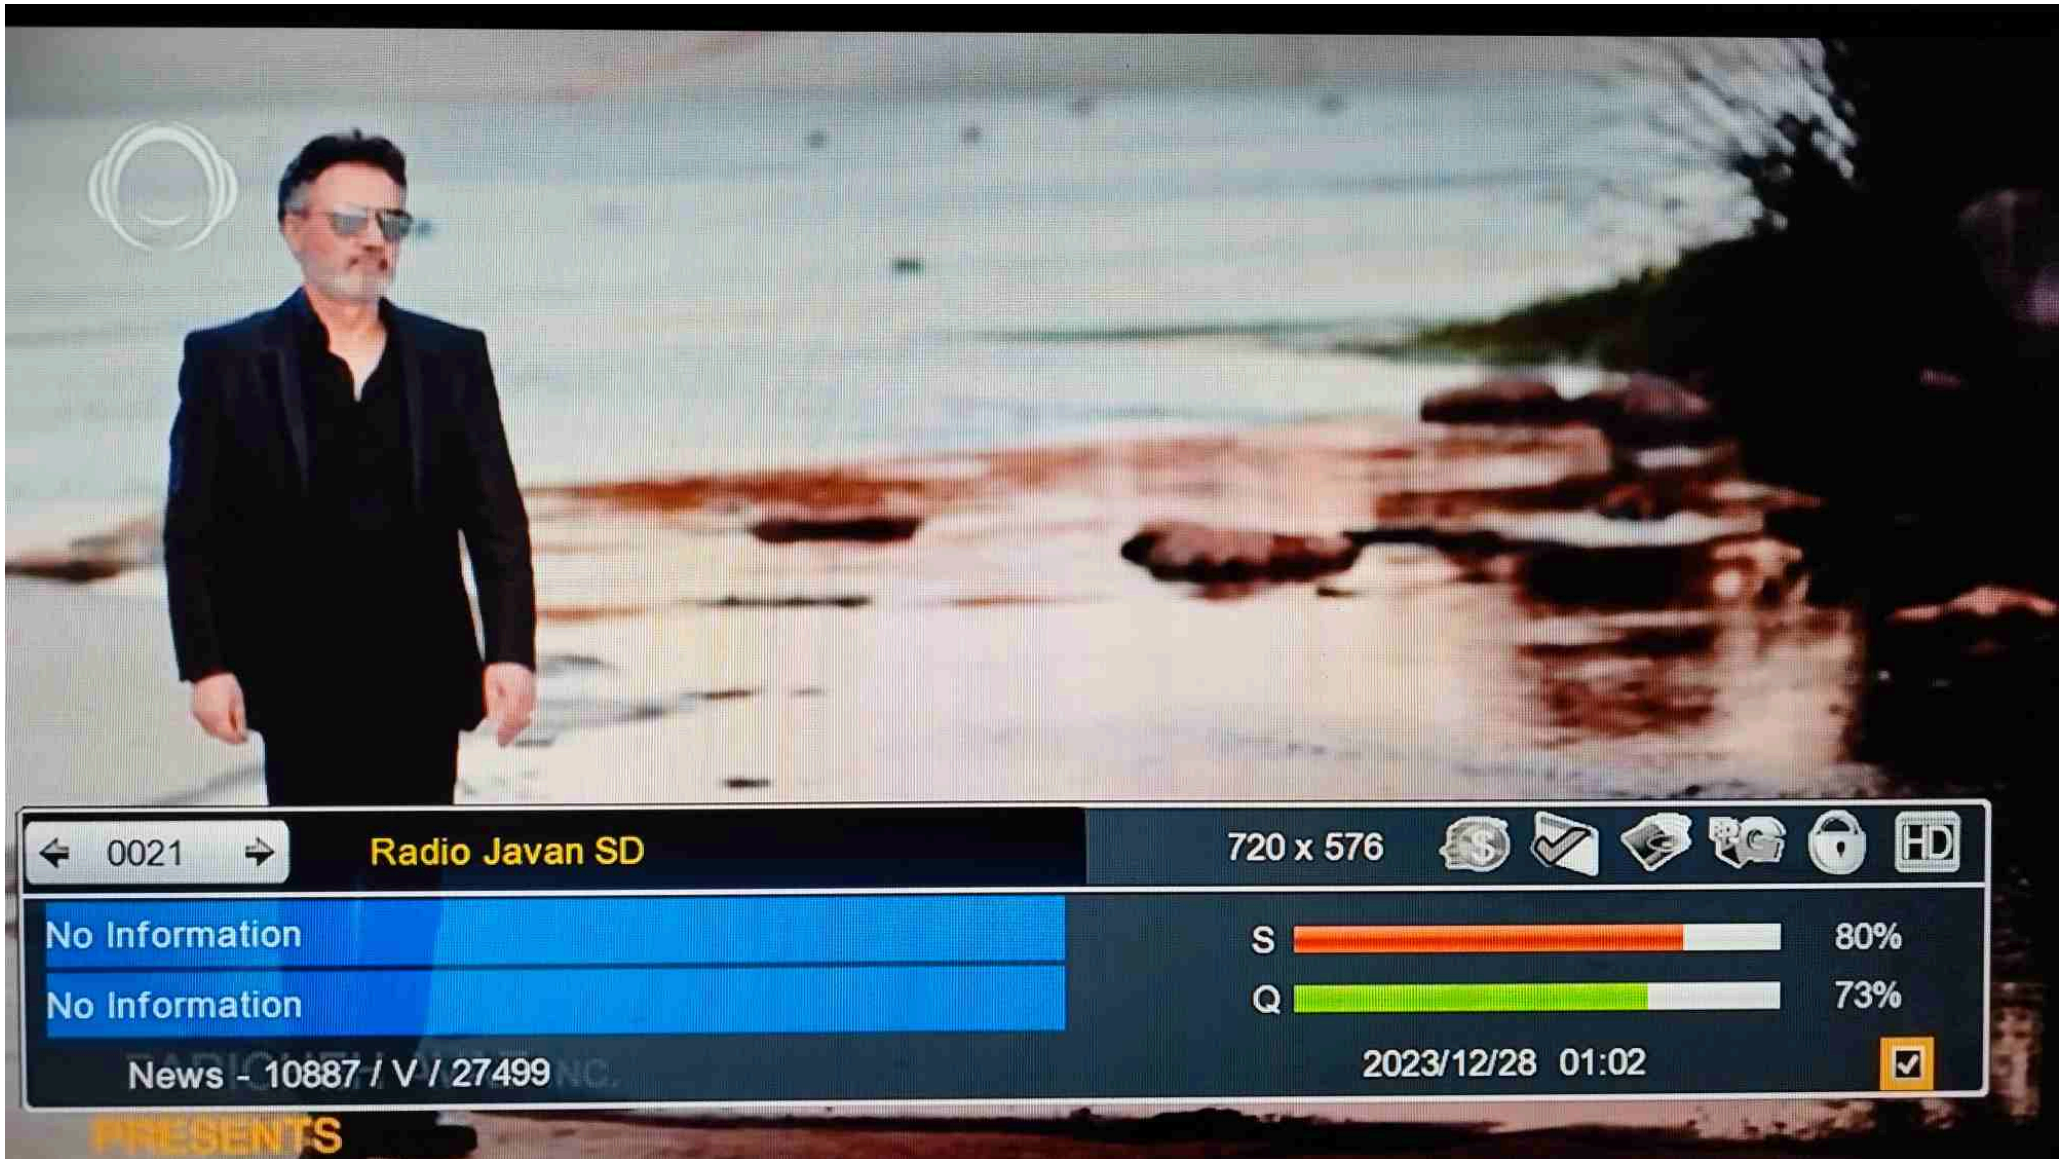 0021
Radio Javan SD
720 x 576
HD
No Information
S 80%
No Information
Q 73%
News - 10887 / V / 27499
INC.
2023/12/28 01:02
PRESENTS